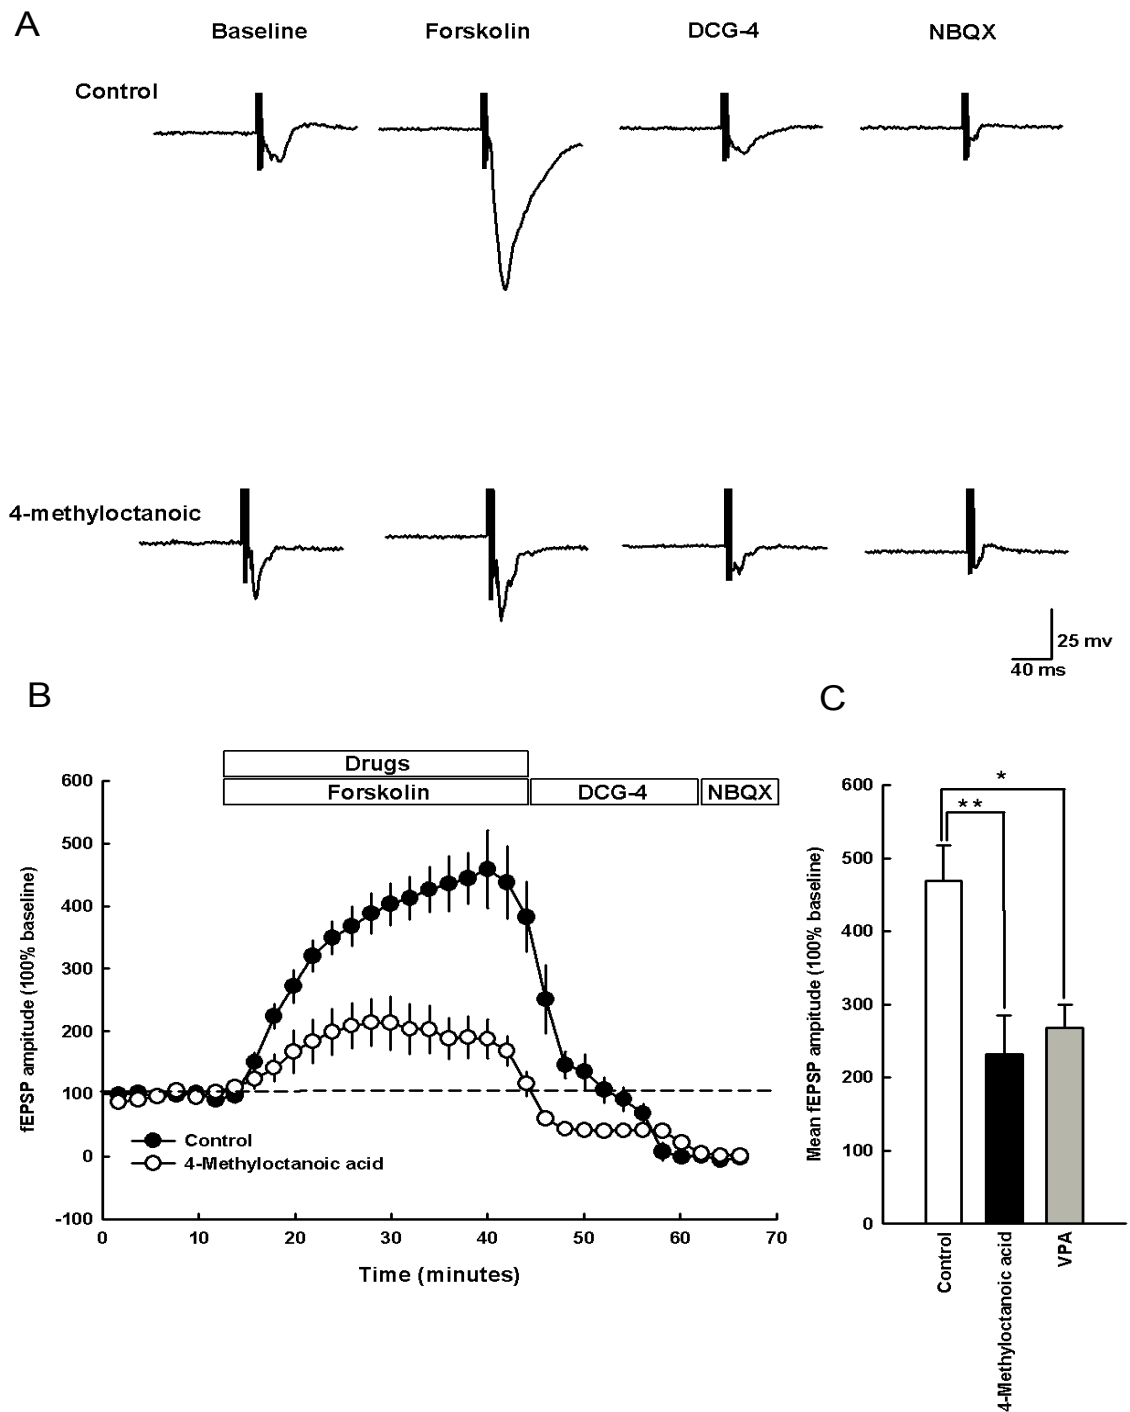 A
Baseline
Forskolin
DCG-4
NBQX
Control
4-methyloctanoic
25 mv
40 ms
B
Drugs
Forskolin
DCG-4
NBQX
600
500
400
300
200
100
0
-100
fEPSP ampitude (100% baseline)
Control
4-Methyloctanoic acid
0
10
20
30
40
50
60
70
Time (minutes)
C
*
**
600
500
400
300
200
100
0
Mean fEPSP ampitude (100% baseline)
Control
4-Methyloctanoic acid
VPA